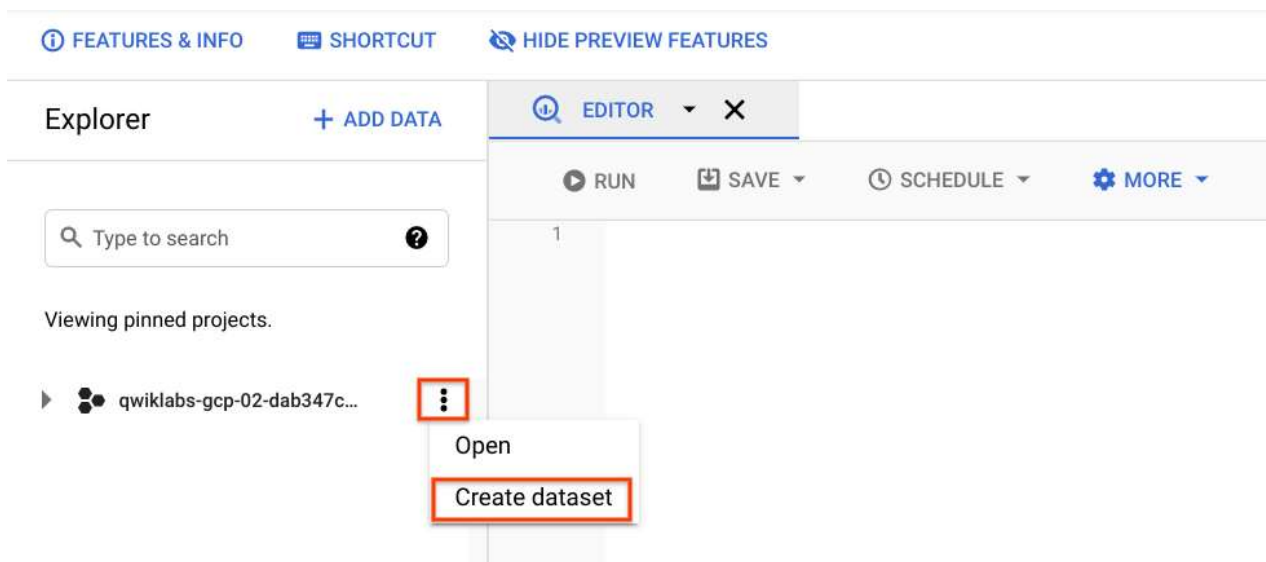 FEATURES & INFO SHORTCUT HIDE PREVIEW FEATURES
Explorer + ADD DATA
EDITOR
RUN SAVE SCHEDULE MORE
Type to search
1
Viewing pinned projects.
qwiklabs-gcp-02-dab347c...
Open
Create dataset